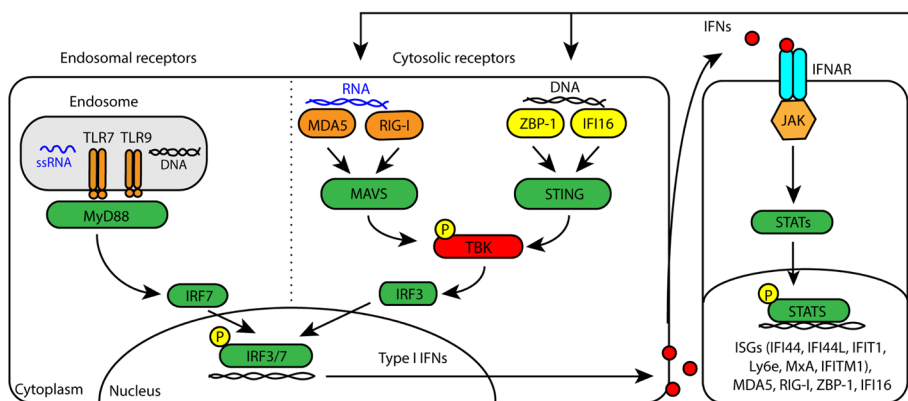 Endosomal receptors
Cytosolic receptors
IFNs
IFNAR
JAK
STATs
P
STATS
ISGs (IFI44, IFI44L, IFIT1,
Ly6e, MxA, IFITM1),
MDA5, RIG-I, ZBP-1, IFI16
Endosome
TLR7 TLR9
ssRNA
DNA
MyD88
IRF7
RNA
MDA5
RIG-I
MAVS
DNA
ZBP-1
IFI16
STING
P
TBK
IRF3
P
IRF3/7
Type I IFNs
Cytoplasm
Nucleus